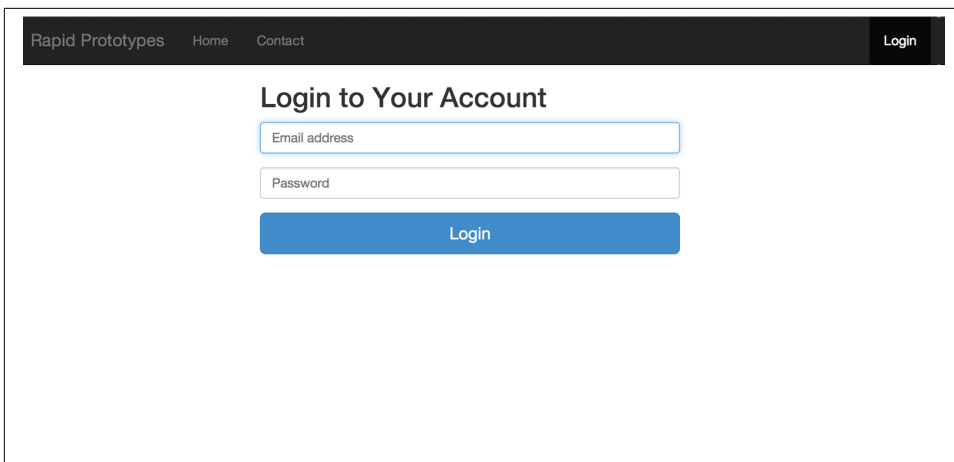 Rapid Prototypes Home Contact Login
Login to Your Account
Email address
Password
Login